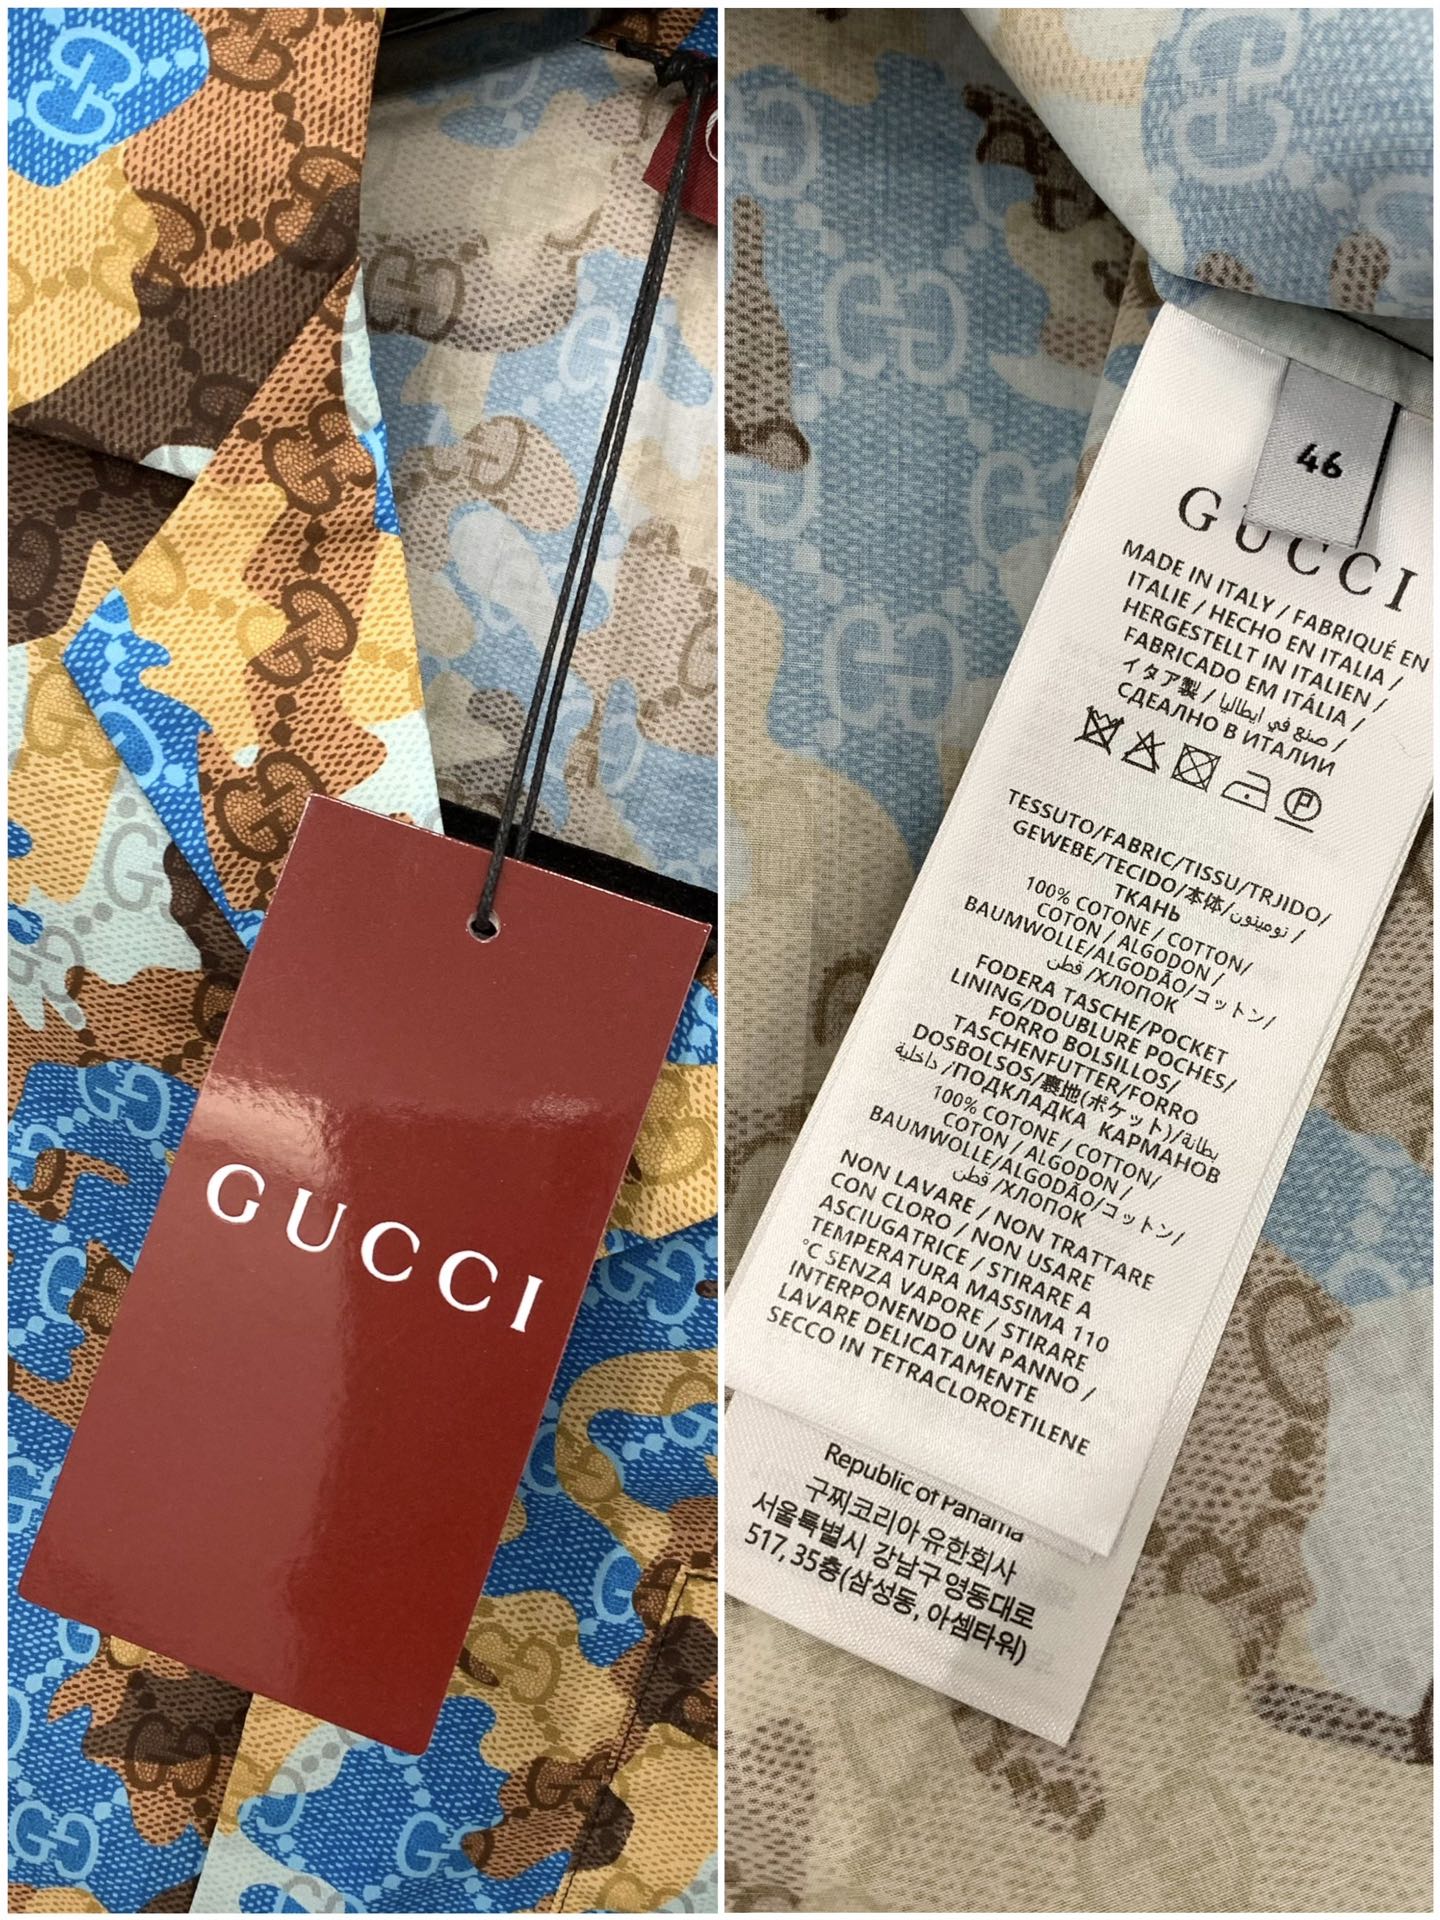 GUCCI
46
GUCCI
MADE IN ITALY / FABRIQUÉ EN
ITALIE / HECHO EN ITALIA /
HERGESTELLT IN ITALIEN /
FABRICADO EM ITÁLIA /
イタリア製 / صنع في ايطاليا /
СДЕЛАНО В ИТАЛИИ
TESSUTO/FABRIC/TISSU/TRJIDO/
GEWEBE/TECIDO/本体/
ТКАНЬ
100% COTONE / COTTON/
COTON / ALGODON /
BAUMWOLLE/ALGODÃO/コットン/
قطن /ХЛОПОК
FODERA TASCHE/POCKET
LINING/DOUBLURE POCHES/
FORRO BOLSILLOS/
TASCHENFUTTER/FORRO
DOSBOLSOS/裏地(ポケット)/بطانة
داخلية /ПОДКЛАДКА КАРМАНОВ
100% COTONE / COTTON/
COTON / ALGODON /
BAUMWOLLE/ALGODÃO/コットン/
قطن /ХЛОПОК
NON LAVARE / NON TRATTARE
CON CLORO / NON USARE
ASCIUGATRICE / STIRARE A
TEMPERATURA MASSIMA 110
°C SENZA VAPORE / STIRARE
INTERPONENDO UN PANNO /
LAVARE DELICATAMENTE
SECCO IN TETRACLOROETILENE
Republic of Panama
구찌코리아 유한회사
서울특별시 강남구 영동대로
517, 35층(삼성동, 아셈타워)